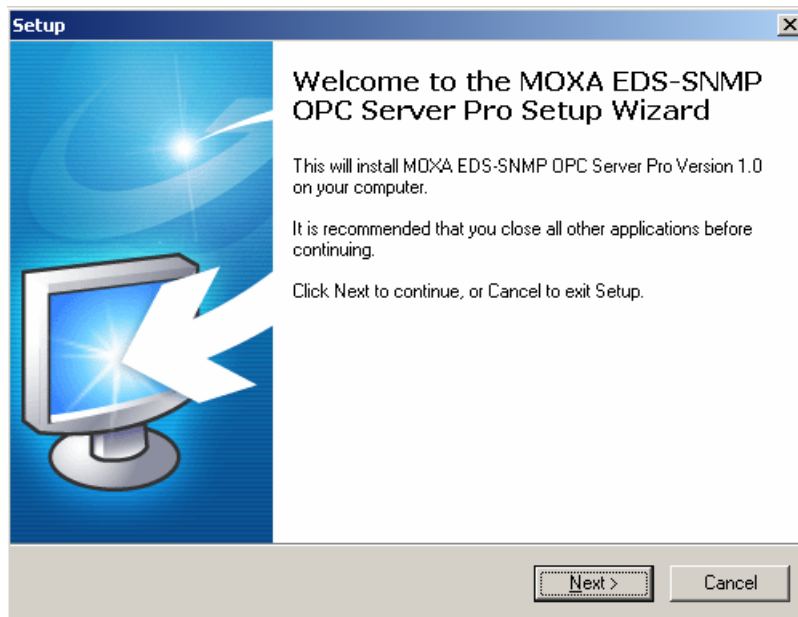 Setup
Welcome to the MOXA EDS-SNMP
OPC Server Pro Setup Wizard
This will install MOXA EDS-SNMP OPC Server Pro Version 1.0
on your computer.
It is recommended that you close all other applications before
continuing.
Click Next to continue, or Cancel to exit Setup.
Next >
Cancel